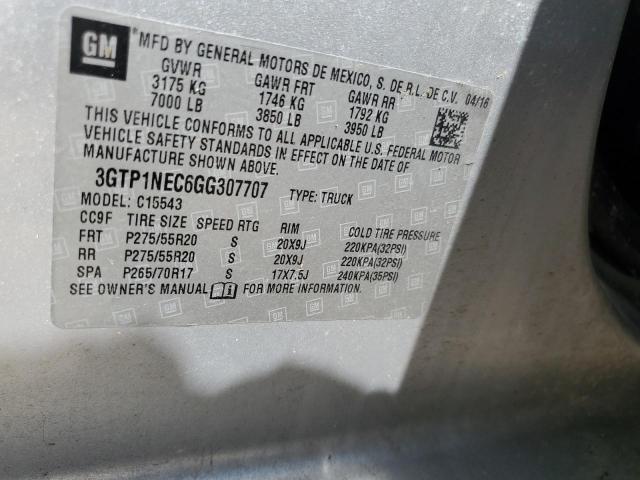 GM
®MFD BY GENERAL MOTORS DE MEXICO, S. DE R.L. DE C.V. 04/16
GVWR GAWR FRT GAWR RR
3175 KG 1746 KG 1792 KG
7000 LB 3850 LB 3950 LB
THIS VEHICLE CONFORMS TO ALL APPLICABLE U.S. FEDERAL MOTOR
VEHICLE SAFETY STANDARDS IN EFFECT ON THE DATE OF
MANUFACTURE SHOWN ABOVE.
3GTP1NEC6GG307707 TYPE: TRUCK
MODEL: C15543
CC9F TIRE SIZE SPEED RTG RIM COLD TIRE PRESSURE
FRT P275/55R20 S 20X9J 220KPA(32PSI)
RR P275/55R20 S 20X9J 220KPA(32PSI)
SPA P265/70R17 S 17X7.5J 240KPA(35PSI)
SEE OWNER'S MANUAL i FOR MORE INFORMATION.